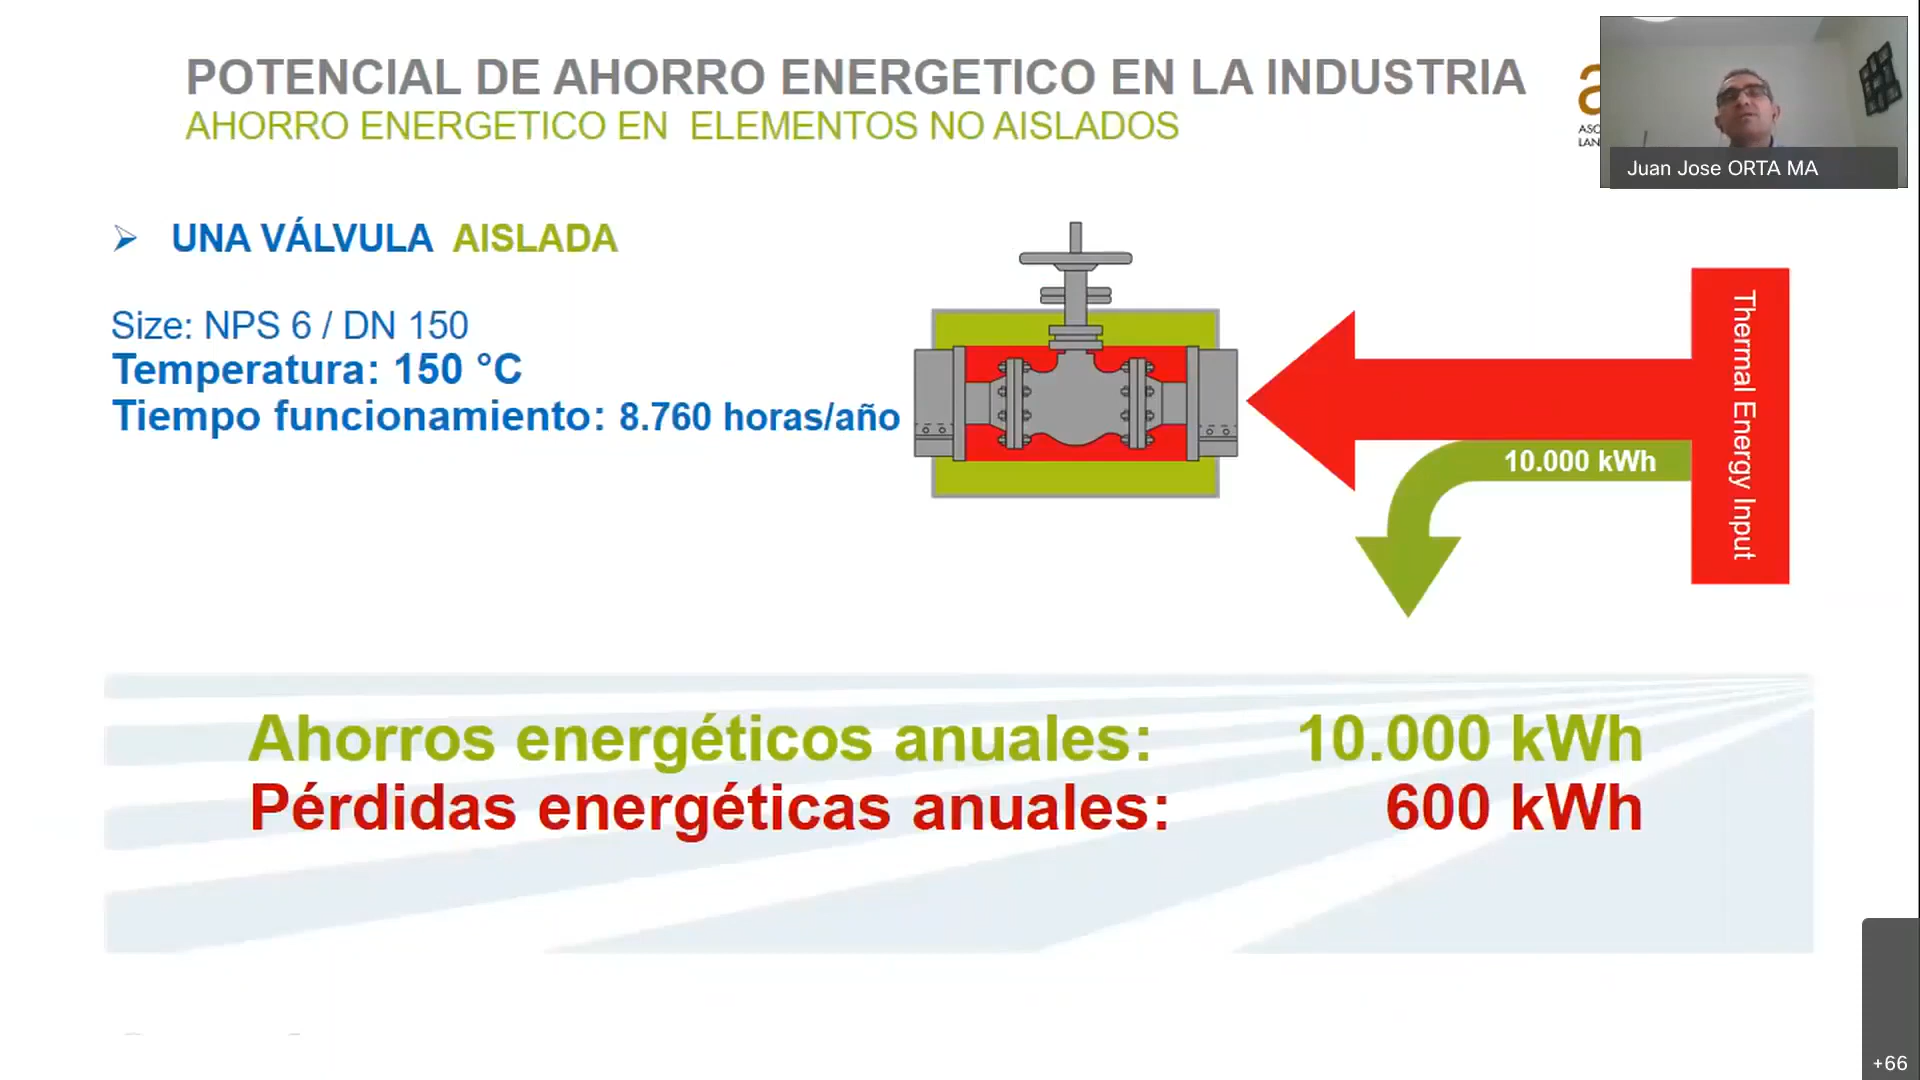 POTENCIAL DE AHORRO ENERGETICO EN LA INDUSTRIA
AHORRO ENERGETICO EN ELEMENTOS NO AISLADOS
Juan Jose ORTA MA
UNA VÁLVULA AISLADA
Size: NPS 6 / DN 150
Temperatura: 150 °C
Tiempo funcionamiento: 8.760 horas/año
Thermal Energy Input
10.000 kWh
Ahorros energéticos anuales: 10.000 kWh
Pérdidas energéticas anuales: 600 kWh
+66